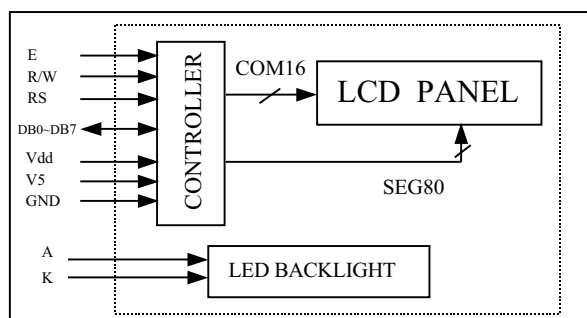 E
R/W
RS
DB0~DB7
Vdd
V5
GND
A
K
CONTROLLER
COM16
LCD PANEL
SEG80
LED BACKLIGHT